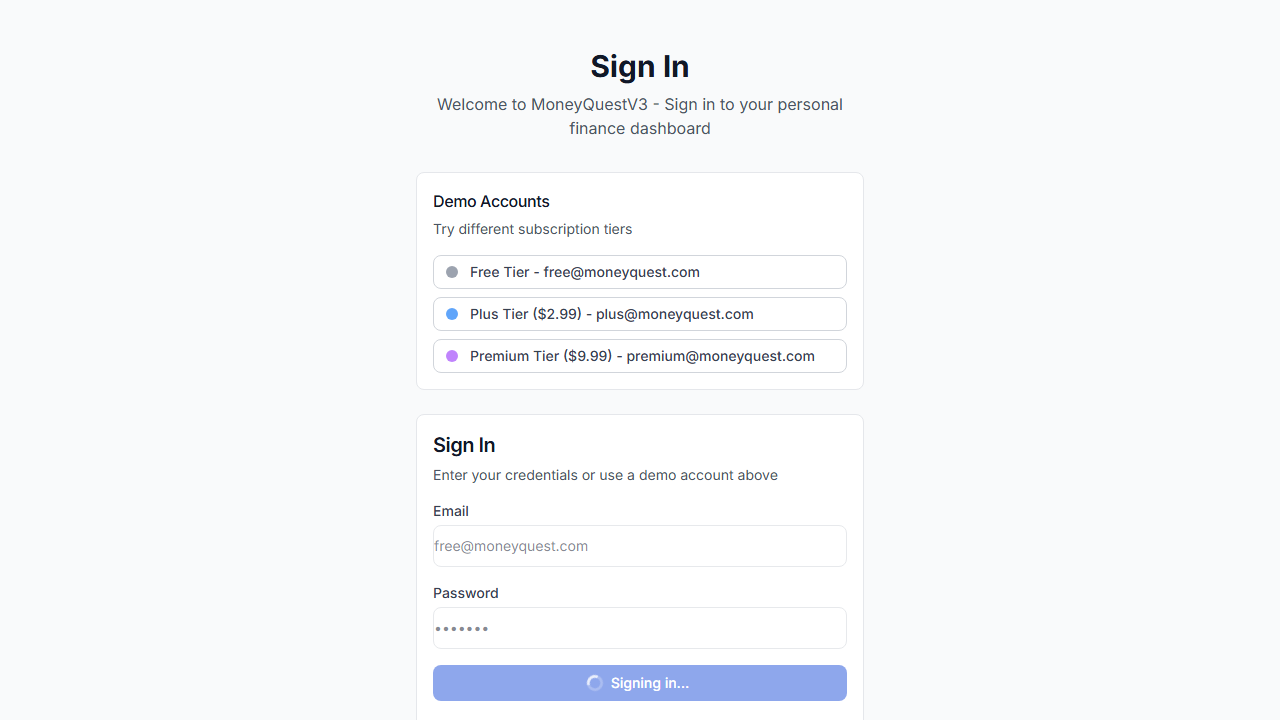 Sign In
Welcome to MoneyQuestV3 - Sign in to your personal
finance dashboard
Demo Accounts
Try different subscription tiers
Free Tier - free@moneyquest.com
Plus Tier ($2.99) - plus@moneyquest.com
Premium Tier ($9.99) - premium@moneyquest.com
Sign In
Enter your credentials or use a demo account above
Email
free@moneyquest.com
Password
•••••••
Signing in...